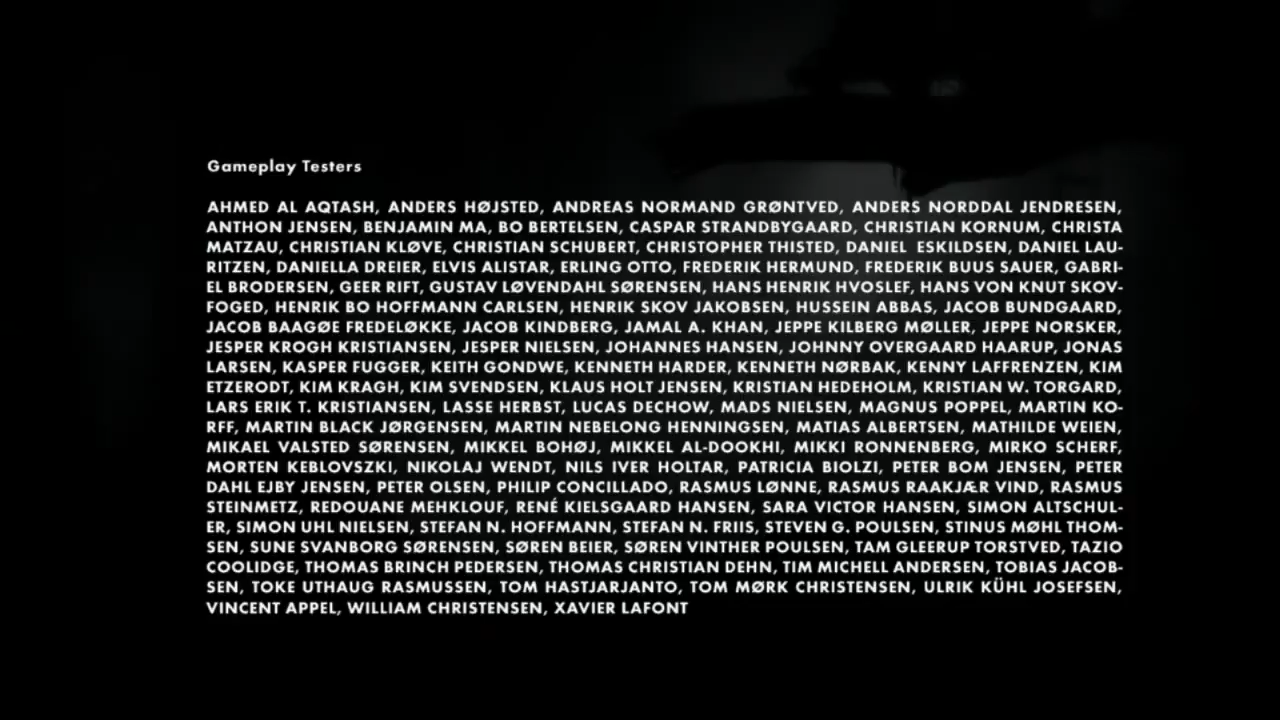 Gameplay Testers
AHMED AL AQTASH, ANDERS HØJSTED, ANDREAS NORMAND GRØNTVED, ANDERS NORDDAL JENDRESEN,
ANTHON JENSEN, BENJAMIN MA, BO BERTELSEN, CASPAR STRANDBYGAARD, CHRISTIAN KORNUM, CHRISTA
MATZAU, CHRISTIAN KLØVE, CHRISTIAN SCHUBERT, CHRISTOPHER THISTED, DANIEL ESKILDSEN, DANIEL LAU-
RITZEN, DANIELLA DREIER, ELVIS ALISTAR, ERLING OTTO, FREDERIK HERMUND, FREDERIK BUUS SAUER, GABRI-
EL BRODERSEN, GEER RIFT, GUSTAV LØVENDAHL SØRENSEN, HANS HENRIK HVOSLEF, HANS VON KNUT SKOV-
FOGED, HENRIK BO HOFFMANN CARLSEN, HENRIK SKOV JAKOBSEN, HUSSEIN ABBAS, JACOB BUNDGAARD,
JACOB BAAGØE FREDELØKKE, JACOB KINDBERG, JAMAL A. KHAN, JEPPE KILBERG MØLLER, JEPPE NORSKER,
JESPER KROGH KRISTIANSEN, JESPER NIELSEN, JOHANNES HANSEN, JOHNNY OVERGAARD HAARUP, JONAS
LARSEN, KASPER FUGGER, KEITH GONDWE, KENNETH HARDER, KENNETH NØRBAK, KENNY LAFFRENZEN, KIM
ETZERODT, KIM KRAGH, KIM SVENDSEN, KLAUS HOLT JENSEN, KRISTIAN HEDEHOLM, KRISTIAN W. TORGARD,
LARS ERIK T. KRISTIANSEN, LASSE HERBST, LUCAS DECHOW, MADS NIELSEN, MAGNUS POPPEL, MARTIN KO-
RFF, MARTIN BLACK JØRGENSEN, MARTIN NEBELONG HENNINGSEN, MATIAS ALBERTSEN, MATHILDE WEIEN,
MIKAEL VALSTED SØRENSEN, MIKKEL BOHØJ, MIKKEL AL-DOOKHI, MIKKI RONNENBERG, MIRKO SCHERF,
MORTEN KEBLOVSZKI, NIKOLAJ WENDT, NILS IVER HOLTAR, PATRICIA BIOLZI, PETER BOM JENSEN, PETER
DAHL EJBY JENSEN, PETER OLSEN, PHILIP CONCILLADO, RASMUS LØNNE, RASMUS RAAKJÆR VIND, RASMUS
STEINMETZ, REDOUANE MEHKLOUF, RENÉ KIELSGAARD HANSEN, SARA VICTOR HANSEN, SIMON ALTSCHUL-
ER, SIMON UHL NIELSEN, STEFAN N. HOFFMANN, STEFAN N. FRIIS, STEVEN G. POULSEN, STINUS MØHL THOM-
SEN, SUNE SVANBORG SØRENSEN, SØREN BEIER, SØREN VINTHER POULSEN, TAM GLEERUP TORSTVED, TAZIO
COOLIDGE, THOMAS BRINCH PEDERSEN, THOMAS CHRISTIAN DEHN, TIM MICHELL ANDERSEN, TOBIAS JACOB-
SEN, TOKE UTHAUG RASMUSSEN, TOM HASTJARJANTO, TOM MØRK CHRISTENSEN, ULRIK KÜHL JOSEFSEN,
VINCENT APPEL, WILLIAM CHRISTENSEN, XAVIER LAFONT